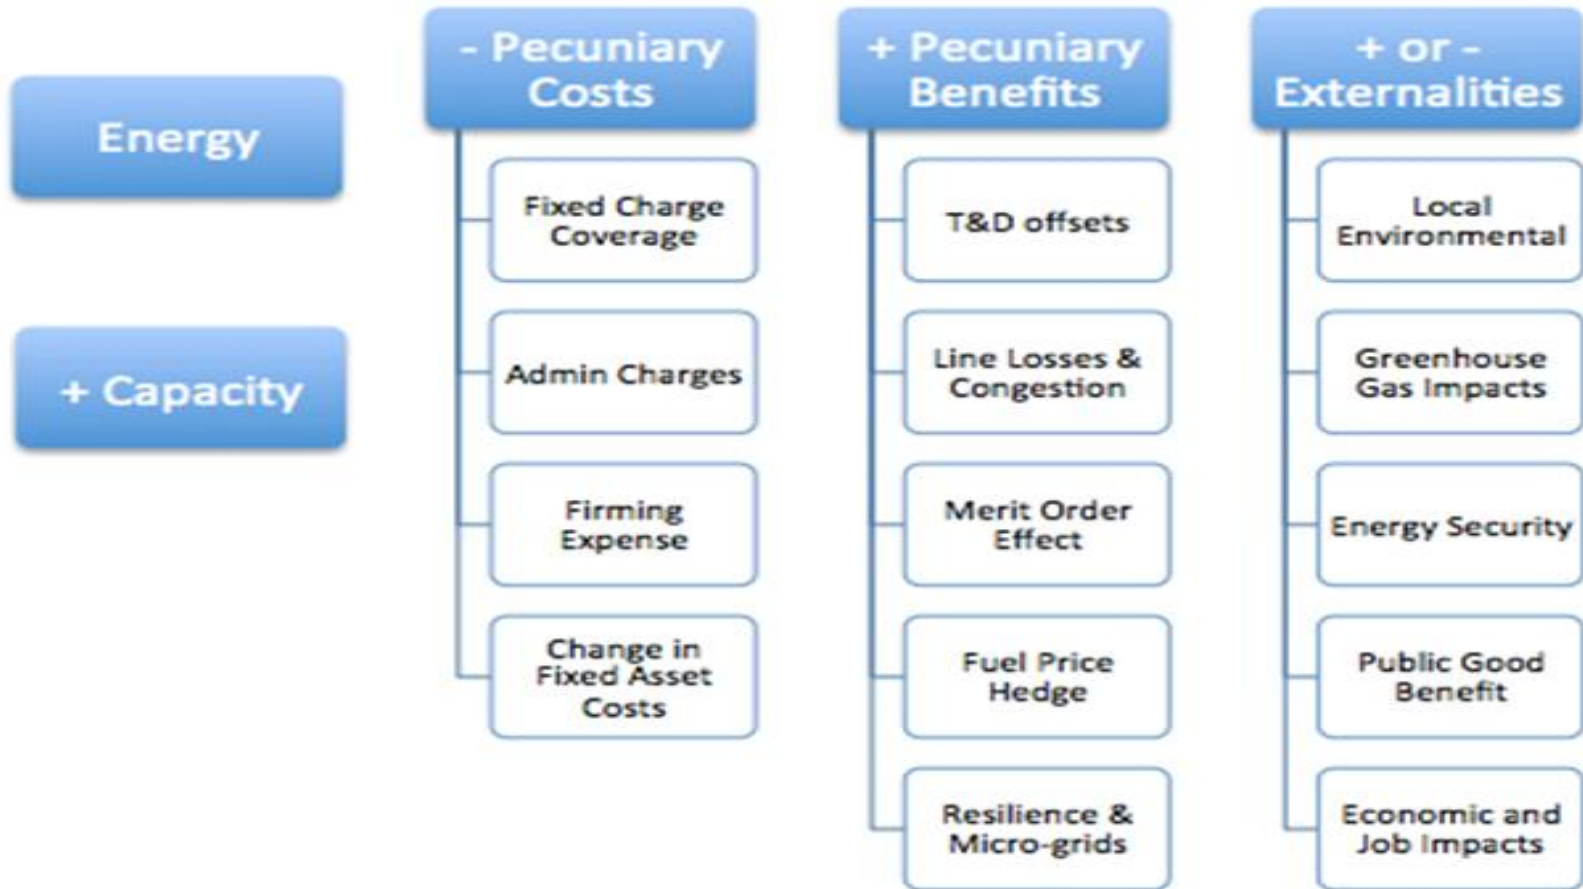 Energy
+ Capacity
- Pecuniary
Costs
Fixed Charge
Coverage
Admin Charges
Firming
Expense
Change in
Fixed Asset
Costs
+ Pecuniary
Benefits
T&D offsets
Line Losses &
Congestion
Merit Order
Effect
Fuel Price
Hedge
Resilience &
Micro-grids
+ or -
Externalities
Local
Environmental
Greenhouse
Gas Impacts
Energy Security
Public Good
Benefit
Economic and
Job Impacts